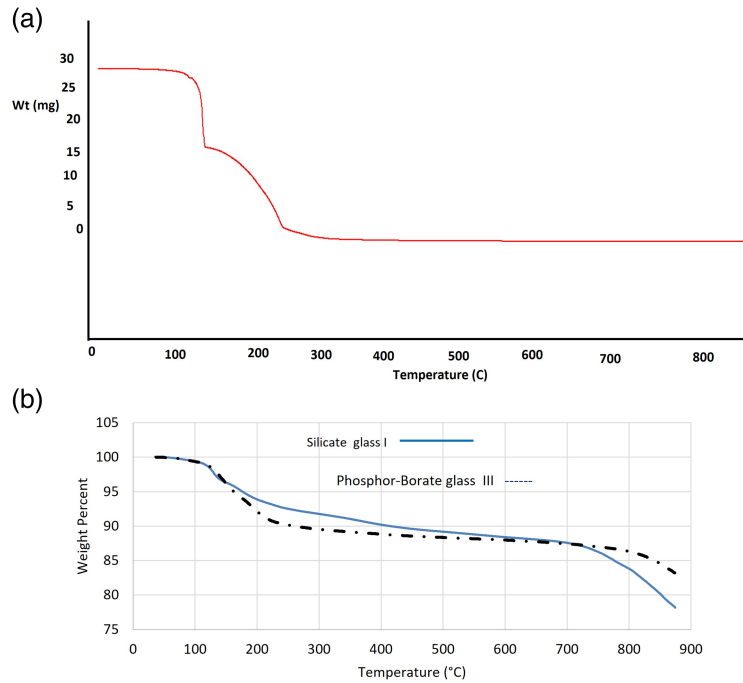 (a)
30
25
Wt (mg)
20
15
10
5
0
0 100 200 300 400 500 600 700 800
Temperature (C)
(b)
105
Silicate glass I
100
Phosphor-Borate glass III ------
95
90
85
80
75
Weight Percent
0 100 200 300 400 500 600 700 800 900
Temperature (°C)